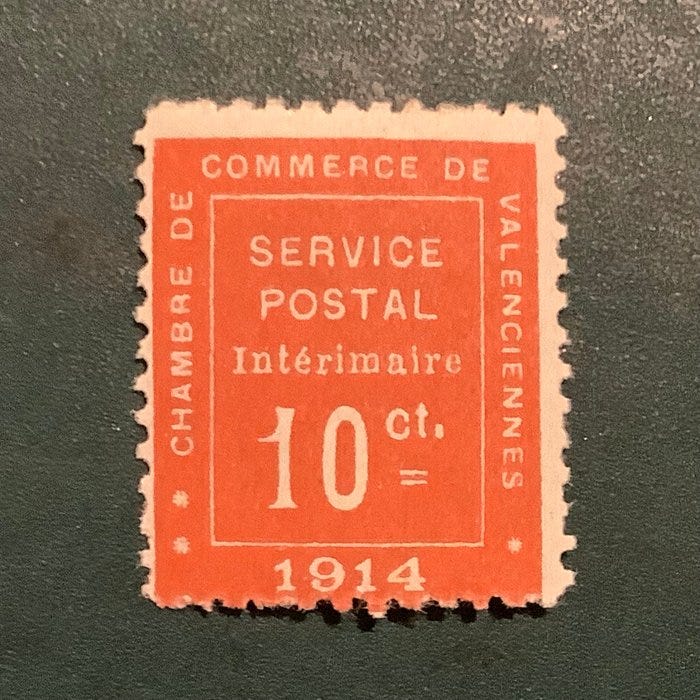 CHAMBRE DE
COMMERCE DE
VALENCIENNES
SERVICE
POSTAL
Intérimaire
10 ct.
1914